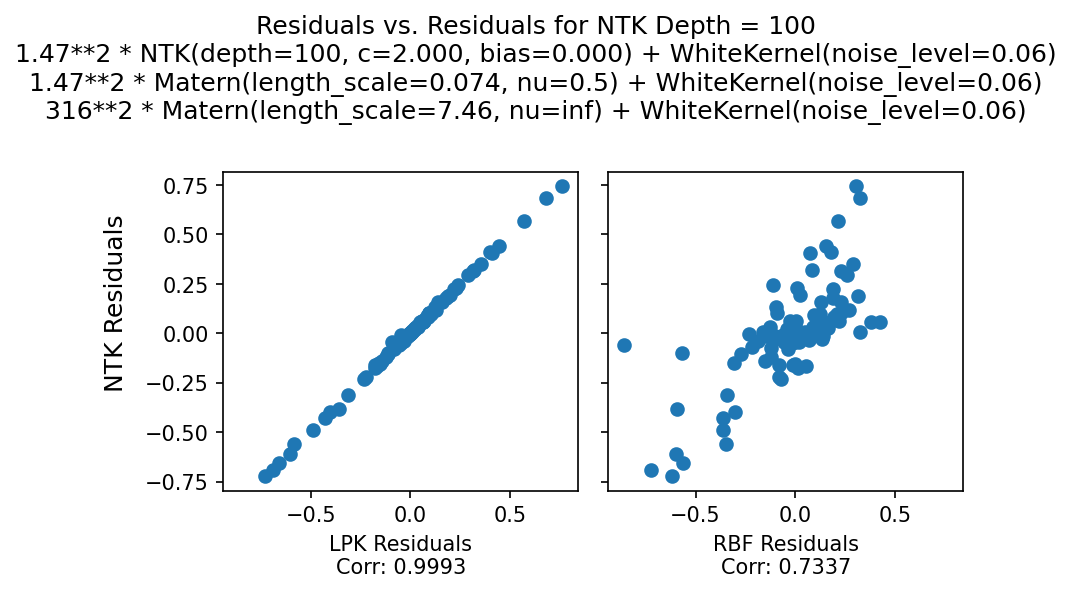 Residuals vs. Residuals for NTK Depth = 100
1.47**2 * NTK(depth=100, c=2.000, bias=0.000) + WhiteKernel(noise_level=0.06)
1.47**2 * Matern(length_scale=0.074, nu=0.5) + WhiteKernel(noise_level=0.06)
316**2 * Matern(length_scale=7.46, nu=inf) + WhiteKernel(noise_level=0.06)
NTK Residuals
0.75
0.50
0.25
0.00
−0.25
−0.50
−0.75
−0.5 0.0 0.5
LPK Residuals
Corr: 0.9993
−0.5 0.0 0.5
RBF Residuals
Corr: 0.7337